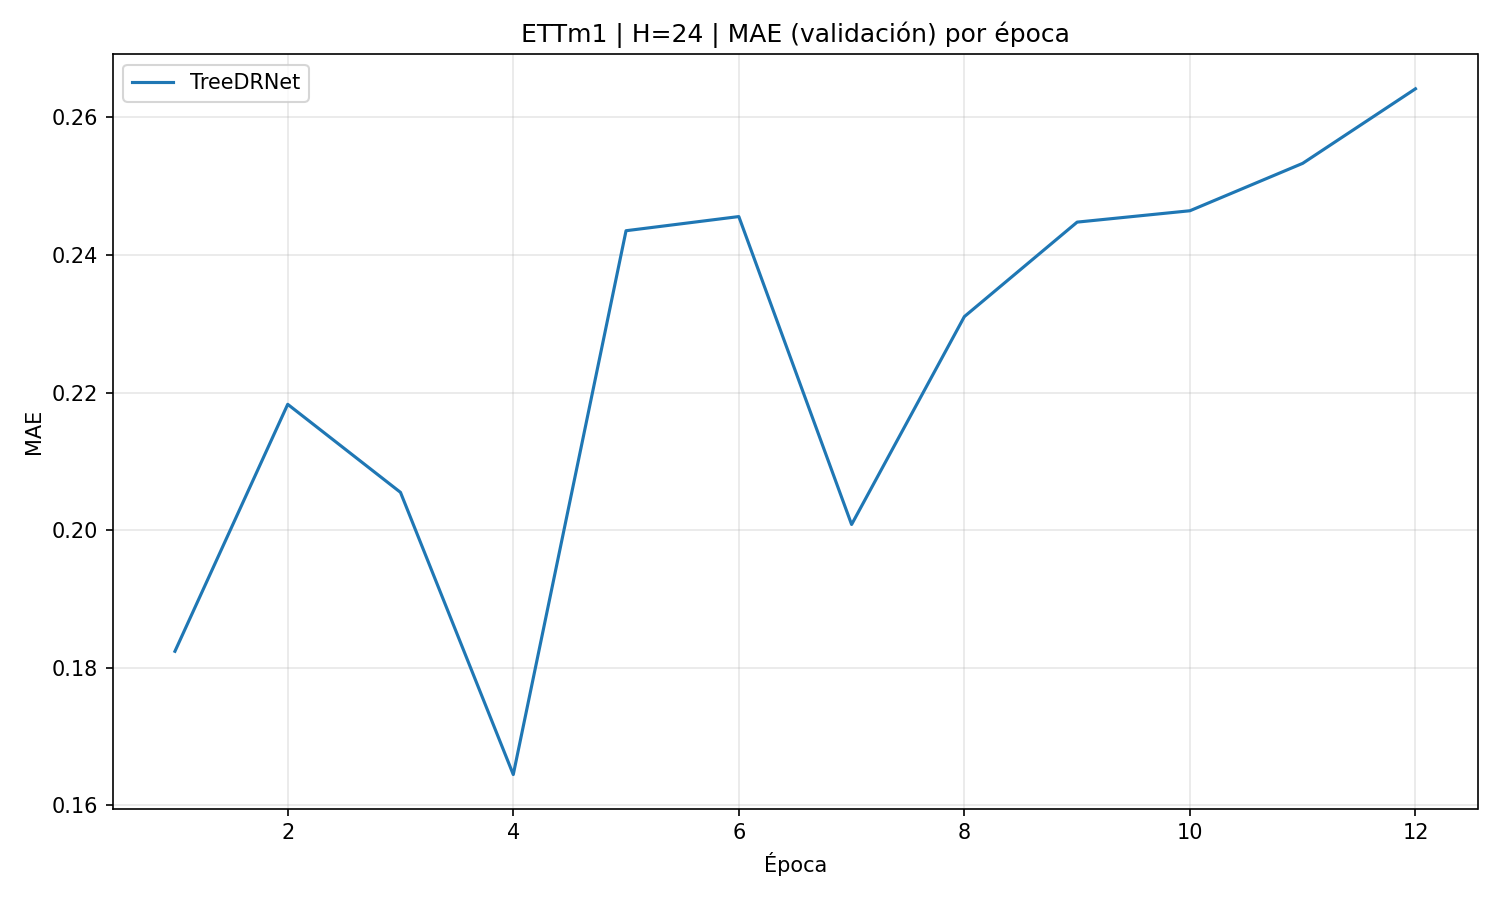 ETTm1 | H=24 | MAE (validación) por época
TreeDRNet
MAE
0.26
0.24
0.22
0.20
0.18
0.16
2 4 6 8 10 12
Época